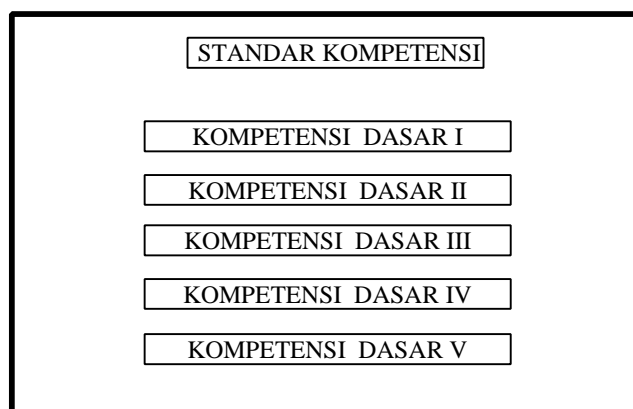 STANDAR KOMPETENSI
KOMPETENSI DASAR I
KOMPETENSI DASAR II
KOMPETENSI DASAR III
KOMPETENSI DASAR IV
KOMPETENSI DASAR V